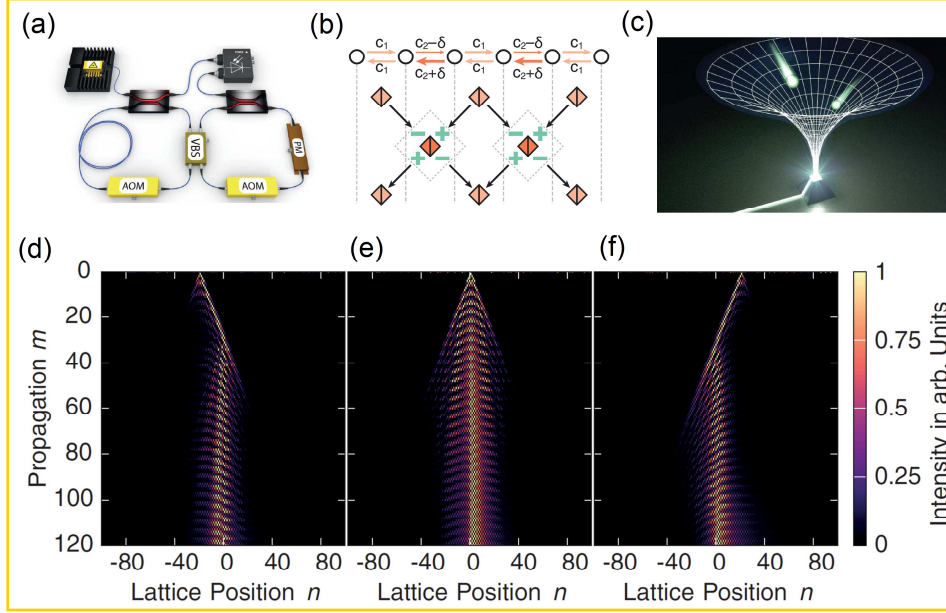 (a)
VBS
PM
AOM
AOM
(b)
c₁ c₂−δ c₁ c₂−δ c₁
c₁ c₂+δ c₁ c₂+δ c₁
− +
+ −
− +
+ −
(c)
(d)
(e)
(f)
Propagation m
0
20
40
60
80
100
120
-80 -40 0 40 80
-80 -40 0 40 80
-80 -40 0 40 80
Lattice Position n
Lattice Position n
Lattice Position n
1
0.75
0.5
0.25
0
Intensity in arb. Units